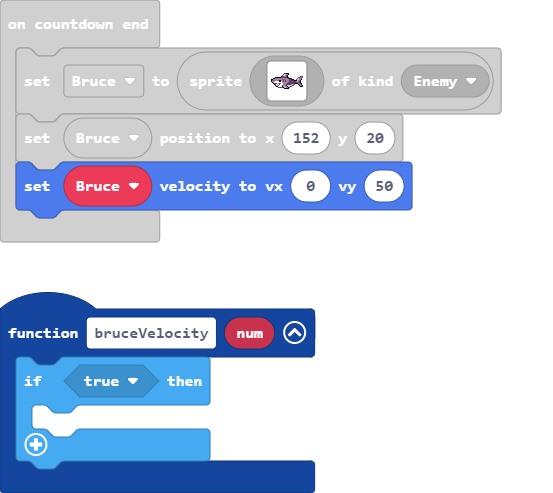 on countdown end
set Bruce to sprite of kind Enemy
set Bruce position to x 152 y 20
set Bruce velocity to vx 0 vy 50
function bruceVelocity num
if true then